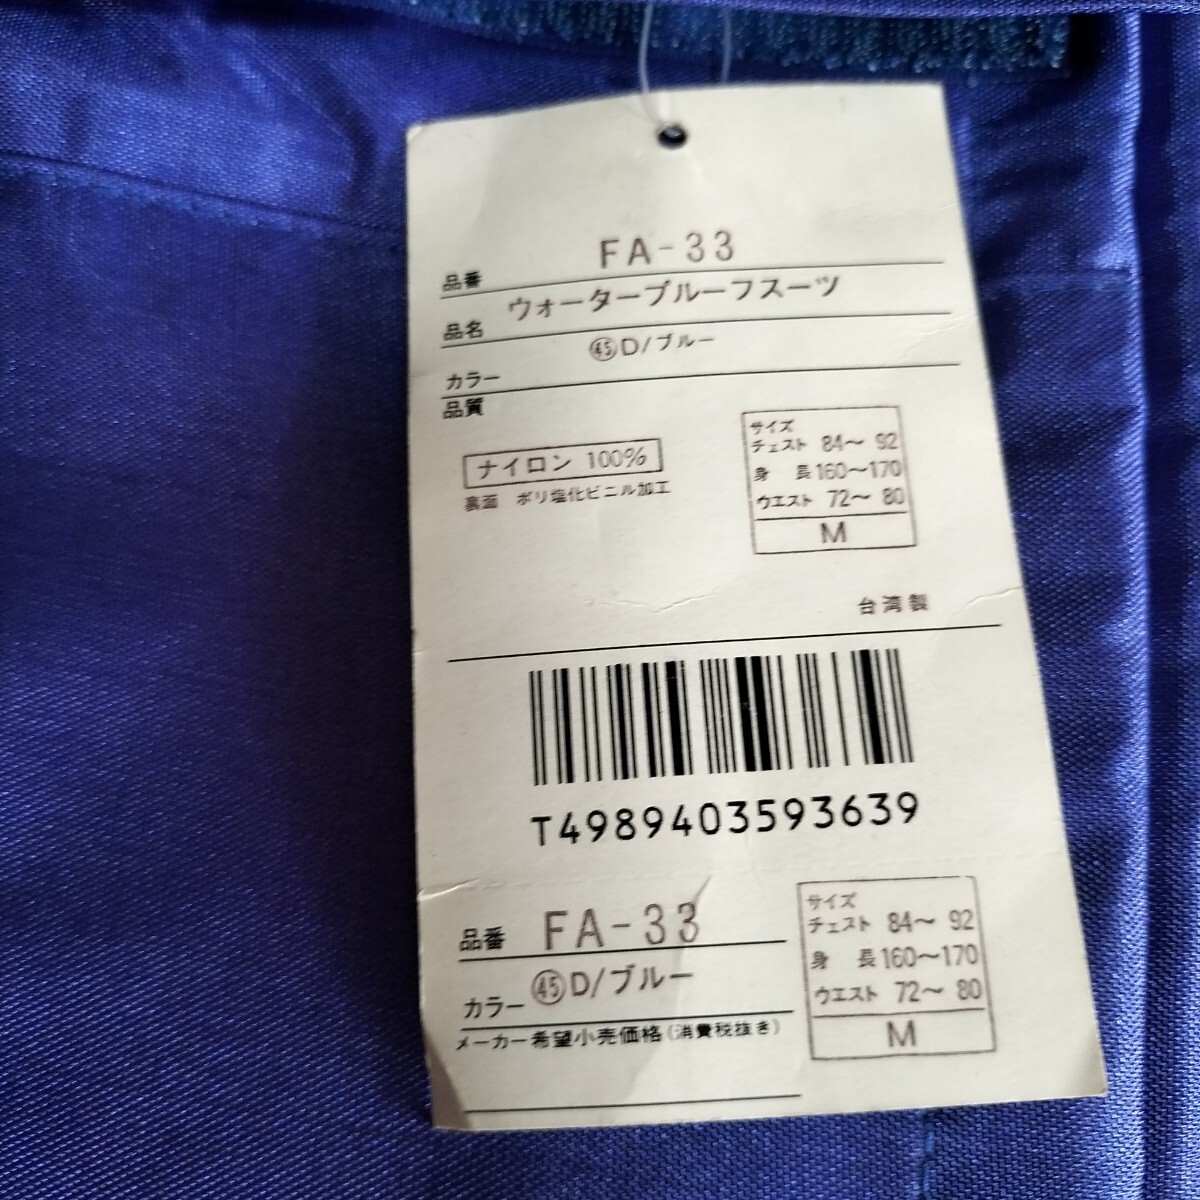 品番 FA-33
品名 ウォータープルーフスーツ
カラー ㊺D/ブルー
品質
ナイロン 100%
裏面 ポリ塩化ビニル加工
サイズ
チェスト 84〜 92
身 長 160〜170
ウエスト 72〜 80
M
台湾製
T4989403593639
品番 FA-33
カラー ㊺D/ブルー
メーカー希望小売価格(消費税抜き)
サイズ
チェスト 84〜 92
身 長 160〜170
ウエスト 72〜 80
M